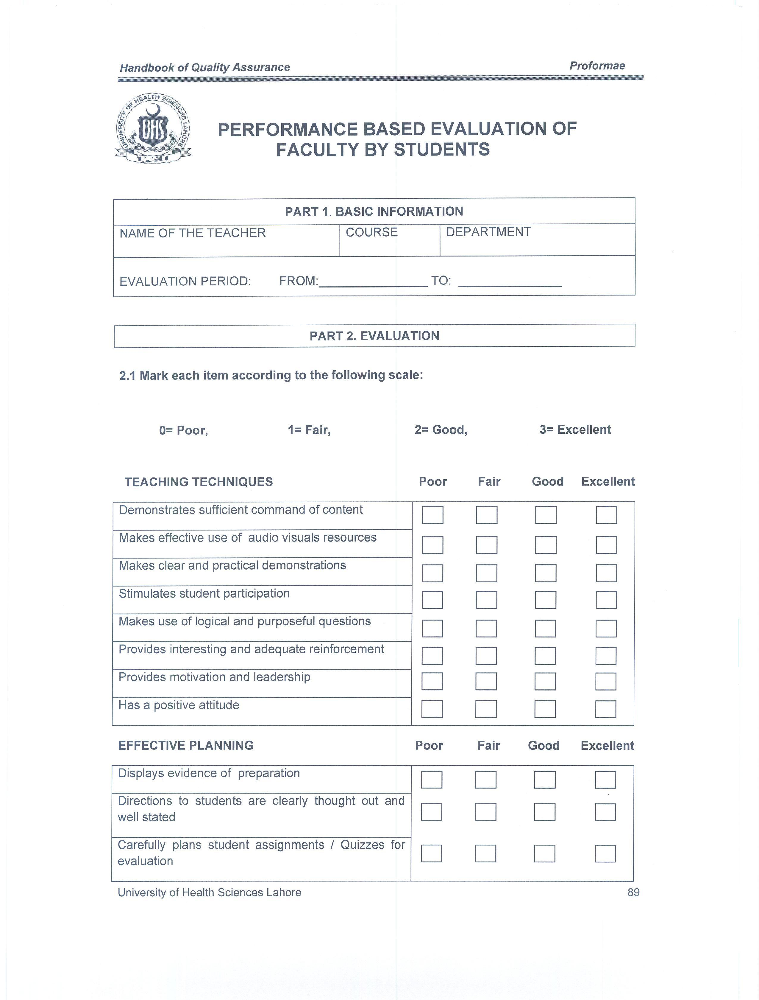 Handbook of Quality Assurance Proformae
UNIVERSITY OF HEALTH SCIENCES LAHORE
UHS
PERFORMANCE BASED EVALUATION OF
FACULTY BY STUDENTS
PART 1. BASIC INFORMATION
NAME OF THE TEACHER COURSE DEPARTMENT
EVALUATION PERIOD: FROM:_______________ TO: _______________
PART 2. EVALUATION
2.1 Mark each item according to the following scale:
0= Poor, 1= Fair, 2= Good, 3= Excellent
TEACHING TECHNIQUES Poor Fair Good Excellent
Demonstrates sufficient command of content
Makes effective use of audio visuals resources
Makes clear and practical demonstrations
Stimulates student participation
Makes use of logical and purposeful questions
Provides interesting and adequate reinforcement
Provides motivation and leadership
Has a positive attitude
EFFECTIVE PLANNING Poor Fair Good Excellent
Displays evidence of preparation
Directions to students are clearly thought out and
well stated
Carefully plans student assignments / Quizzes for
evaluation
University of Health Sciences Lahore 89